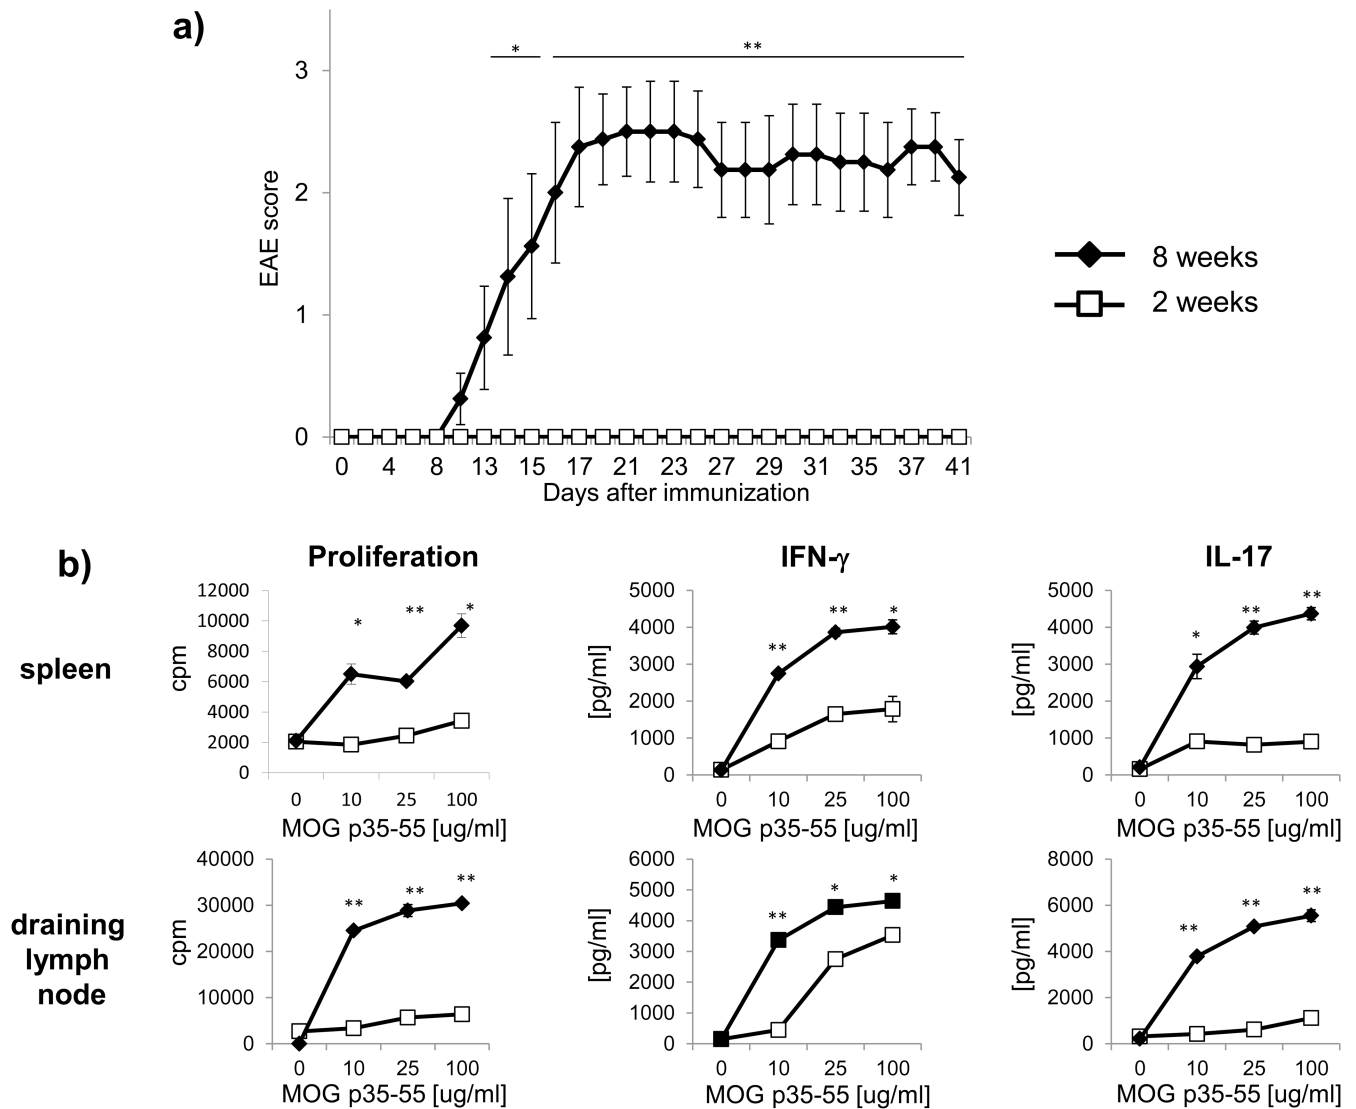 a)
* **
3
2
1
0
EAE score
0 4 8 13 15 17 21 23 27 29 31 35 37 41
Days after immunization
8 weeks
2 weeks
b)
Proliferation IFN-γ IL-17
spleen
12000
10000
8000
6000
4000
2000
0
cpm
* ** *
0 10 25 100
MOG p35-55 [ug/ml]
5000
4000
3000
2000
1000
0
[pg/ml]
** ** *
0 10 25 100
MOG p35-55 [ug/ml]
5000
4000
3000
2000
1000
0
[pg/ml]
* ** **
0 10 25 100
MOG p35-55 [ug/ml]
draining
lymph
node
40000
30000
20000
10000
0
cpm
** ** **
0 10 25 100
MOG p35-55 [ug/ml]
6000
5000
4000
3000
2000
1000
0
[pg/ml]
** * *
0 10 25 100
MOG p35-55 [ug/ml]
8000
6000
4000
2000
0
[pg/ml]
** ** **
0 10 25 100
MOG p35-55 [ug/ml]